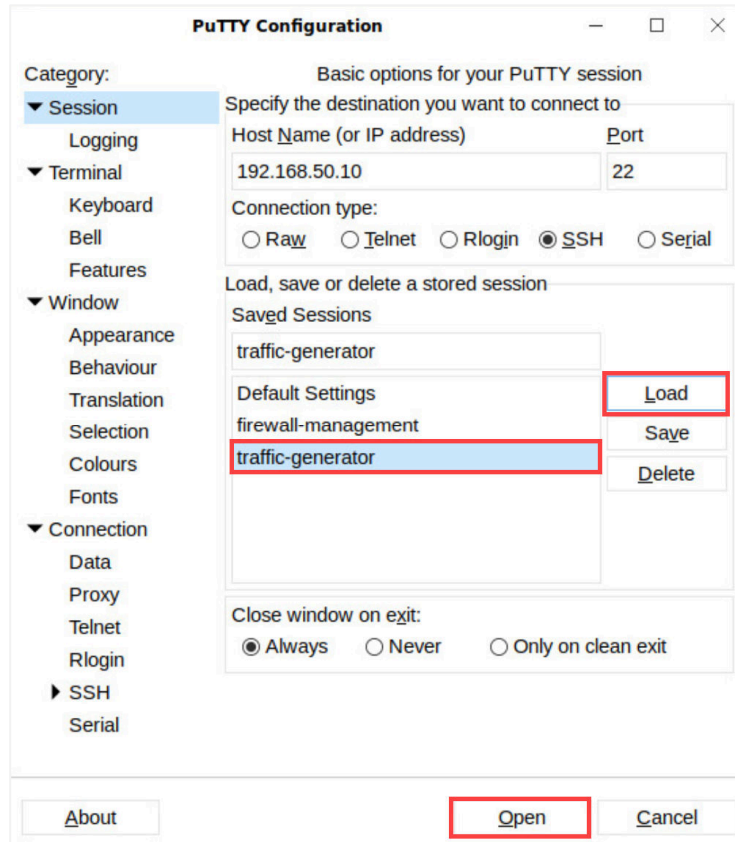 PuTTY Configuration
Category:
Session
Logging
Terminal
Keyboard
Bell
Features
Window
Appearance
Behaviour
Translation
Selection
Colours
Fonts
Connection
Data
Proxy
Telnet
Rlogin
SSH
Serial
Basic options for your PuTTY session
Specify the destination you want to connect to
Host Name (or IP address) Port
192.168.50.10 22
Connection type:
Raw Telnet Rlogin SSH Serial
Load, save or delete a stored session
Saved Sessions
traffic-generator
Default Settings Load
firewall-management Save
traffic-generator Delete
Close window on exit:
Always Never Only on clean exit
About Open Cancel